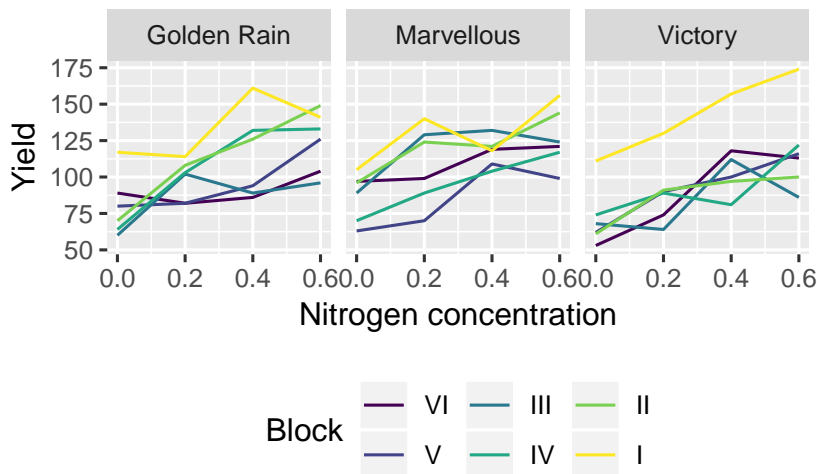 Golden Rain Marvellous Victory
175
150
125
100
75
50
Yield
0.0 0.2 0.4 0.6 0.0 0.2 0.4 0.6 0.0 0.2 0.4 0.6
Nitrogen concentration
Block
VI III II
V IV I